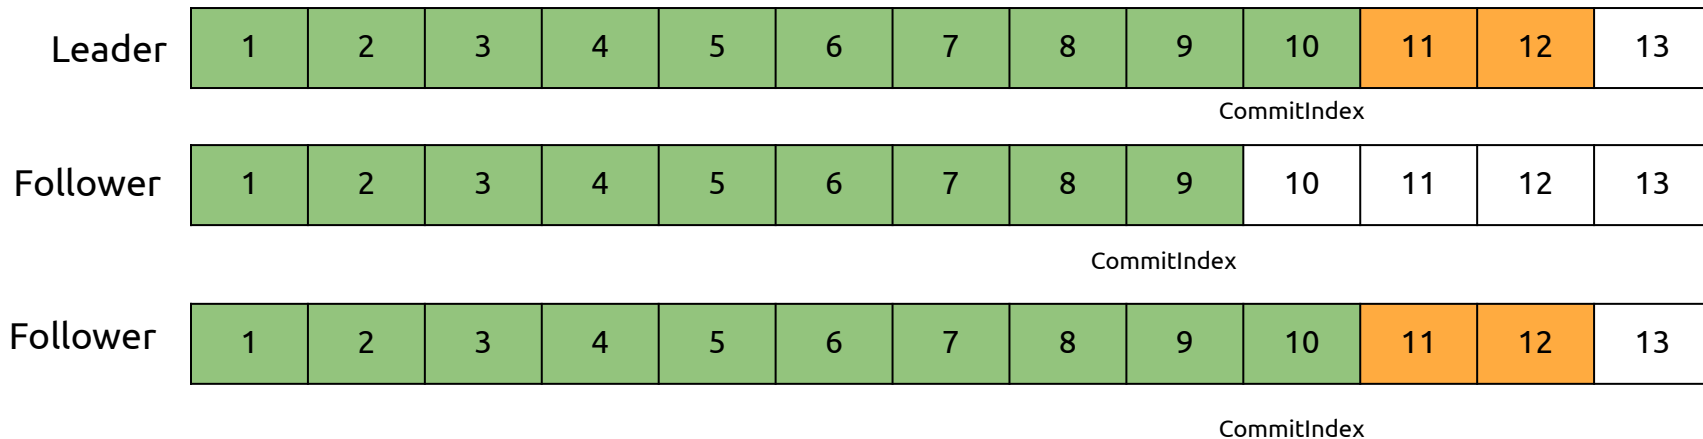 Leader 1 2 3 4 5 6 7 8 9 10 11 12 13
CommitIndex
Follower 1 2 3 4 5 6 7 8 9 10 11 12 13
CommitIndex
Follower 1 2 3 4 5 6 7 8 9 10 11 12 13
CommitIndex